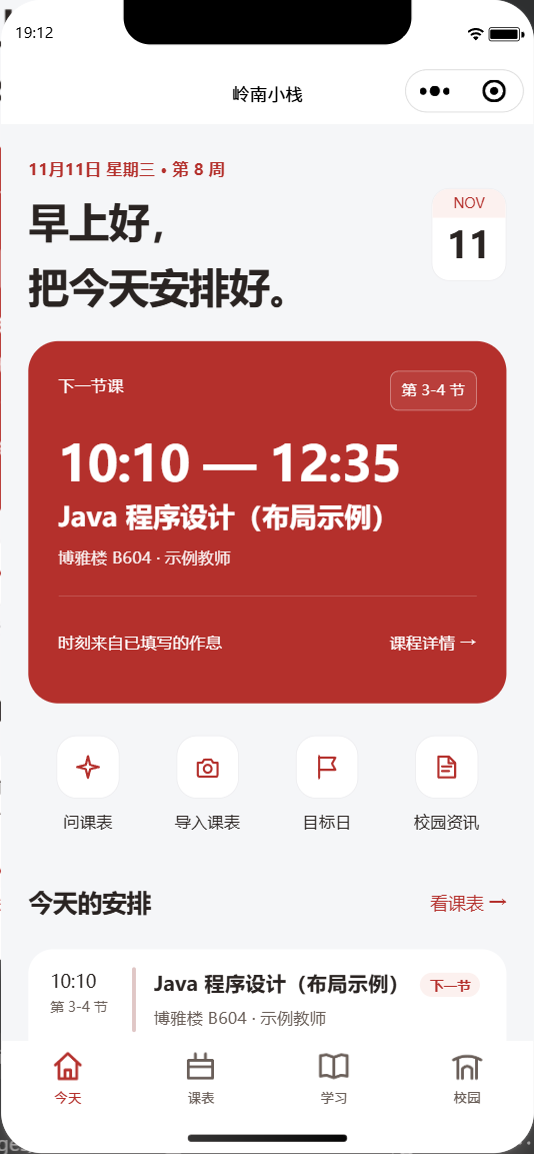 19:12
岭南小栈
11月11日 星期三 • 第 8 周
早上好，
把今天安排好。
NOV
11
下一节课
第 3-4 节
10:10 — 12:35
Java 程序设计（布局示例）
博雅楼 B604 · 示例教师
时刻来自已填写的作息
课程详情 →
问课表
导入课表
目标日
校园资讯
今天的安排
看课表 →
10:10
第 3-4 节
Java 程序设计（布局示例）
下一节
博雅楼 B604 · 示例教师
今天
课表
学习
校园